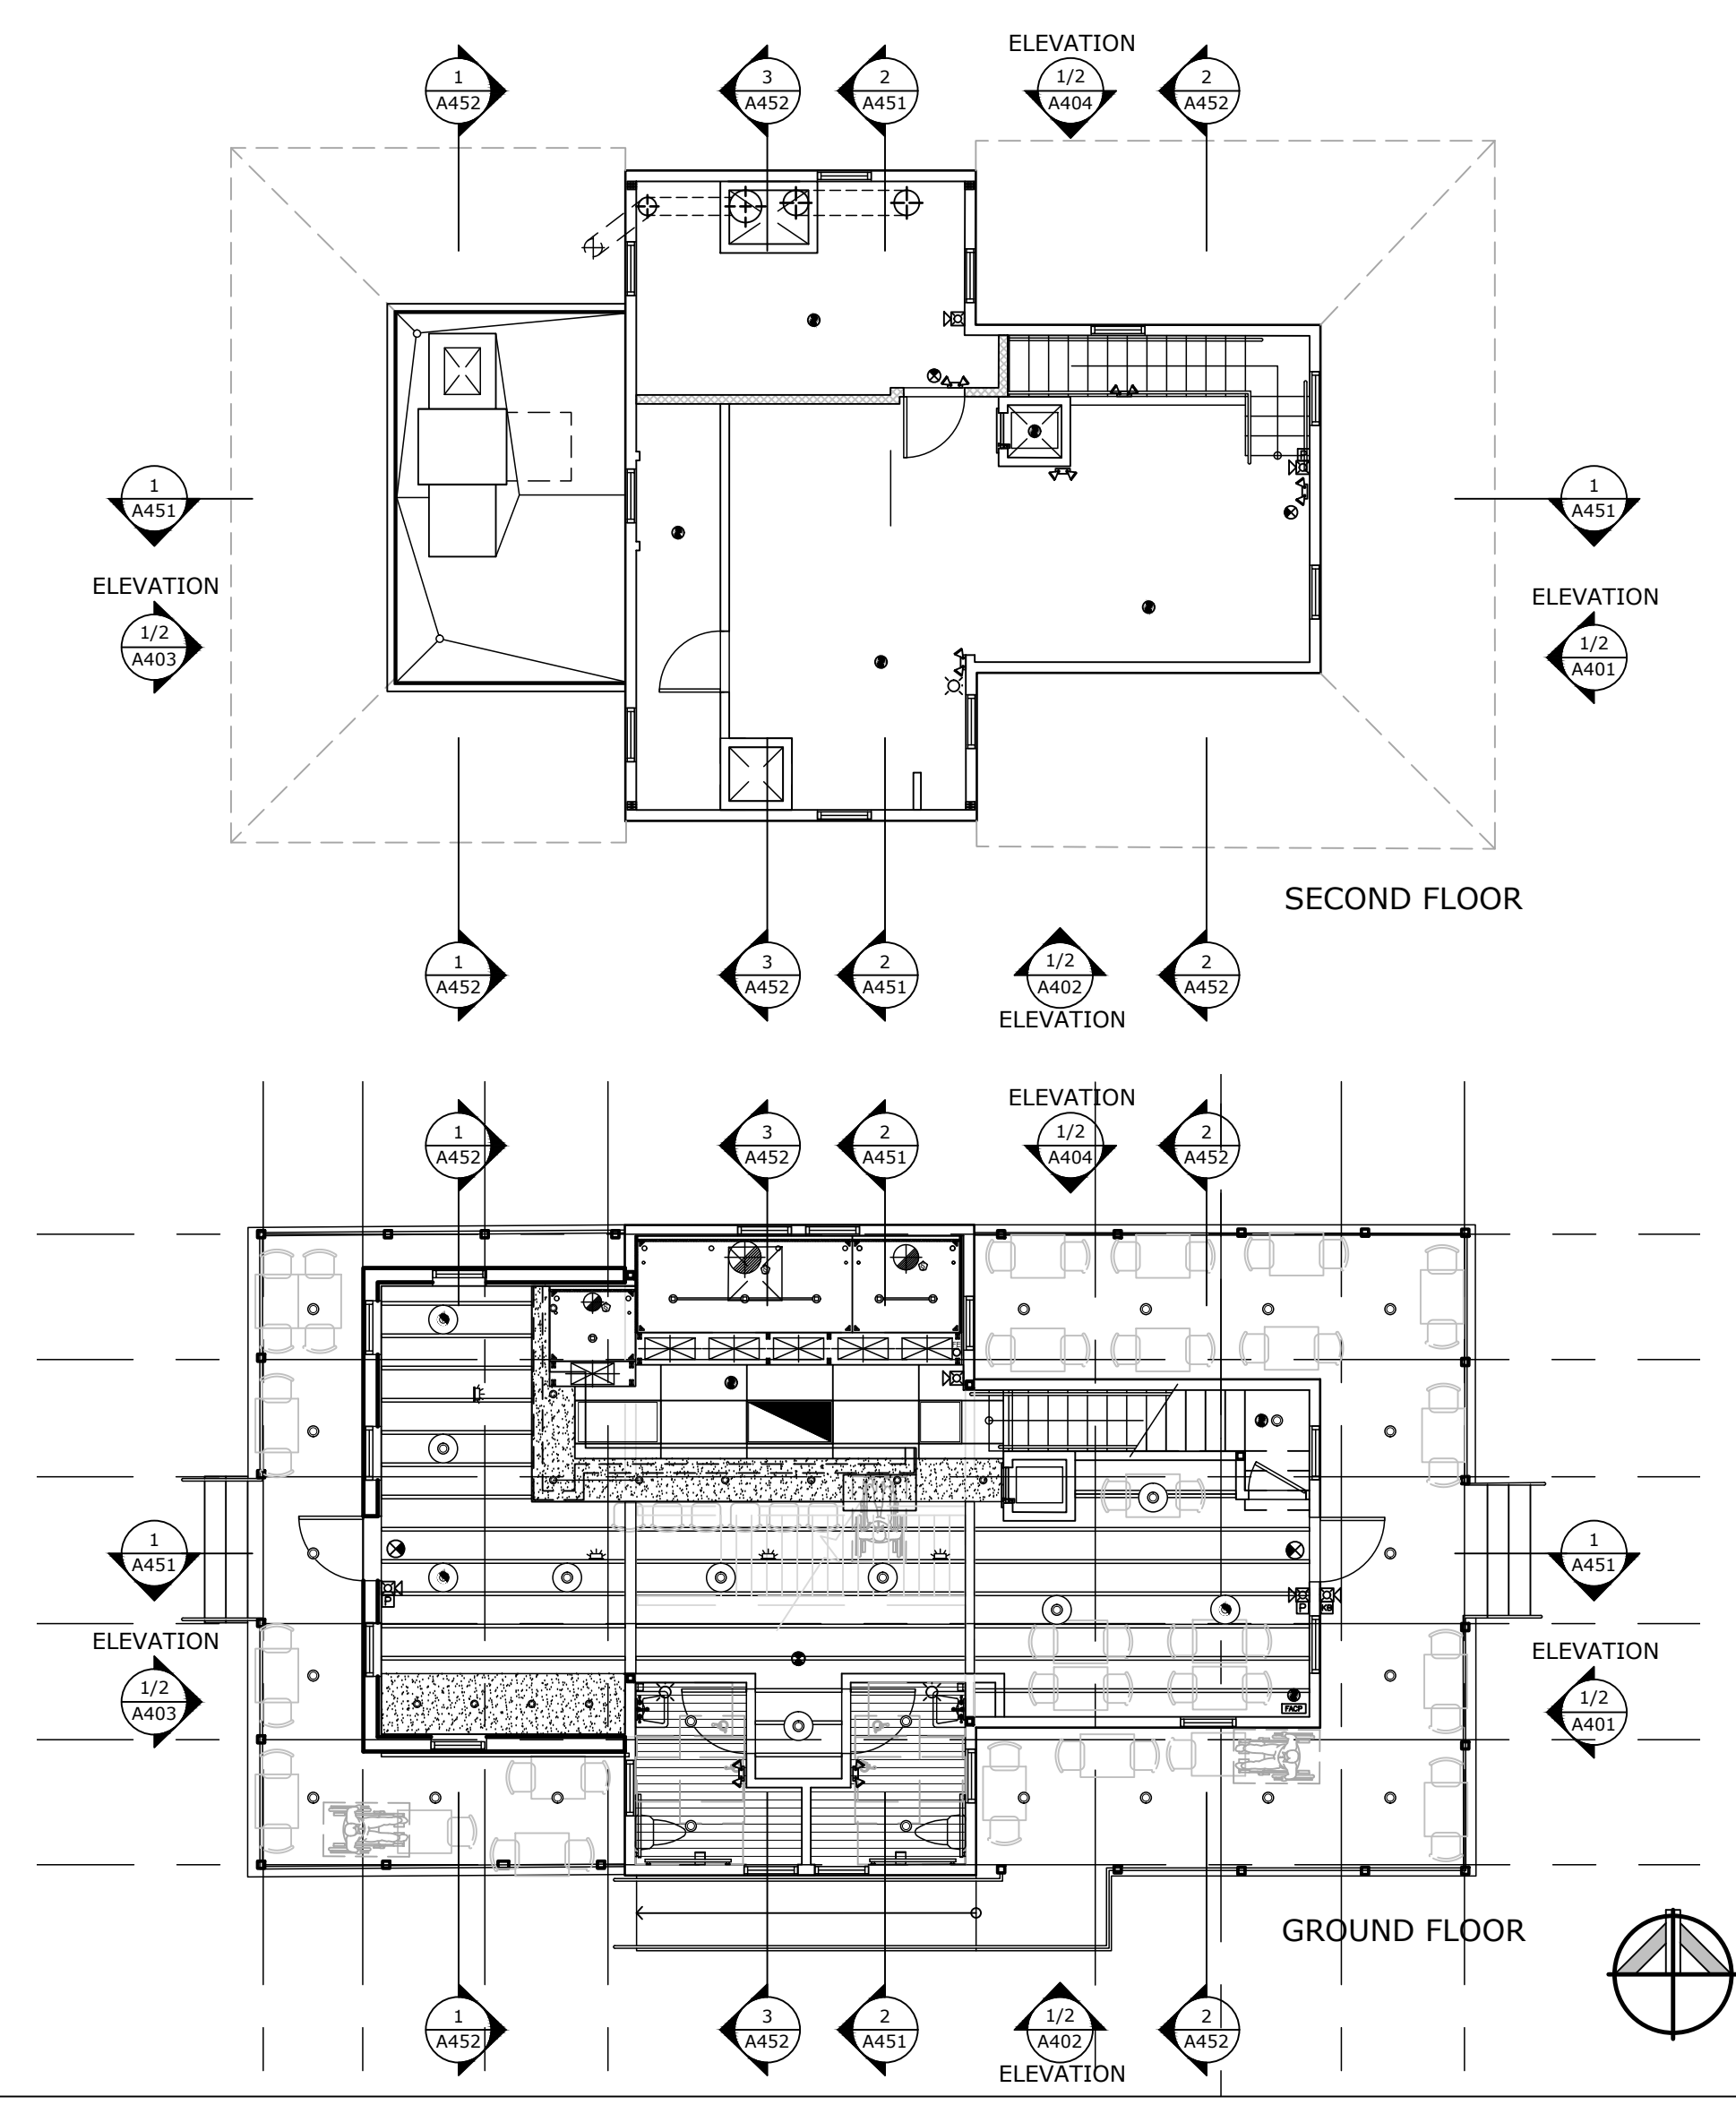 ELEVATION
1
A452
3
A452
2
A451
1/2
A404
2
A452
1
A451
1
A451
ELEVATION
1/2
A403
ELEVATION
1/2
A401
SECOND FLOOR
1
A452
3
A452
2
A451
1/2
A402
2
A452
ELEVATION
ELEVATION
1
A452
3
A452
2
A451
1/2
A404
2
A452
1
A451
1
A451
P
P
KB
ELEVATION
1/2
A403
ELEVATION
1/2
A401
FACP
GROUND FLOOR
1
A452
3
A452
2
A451
1/2
A402
2
A452
ELEVATION